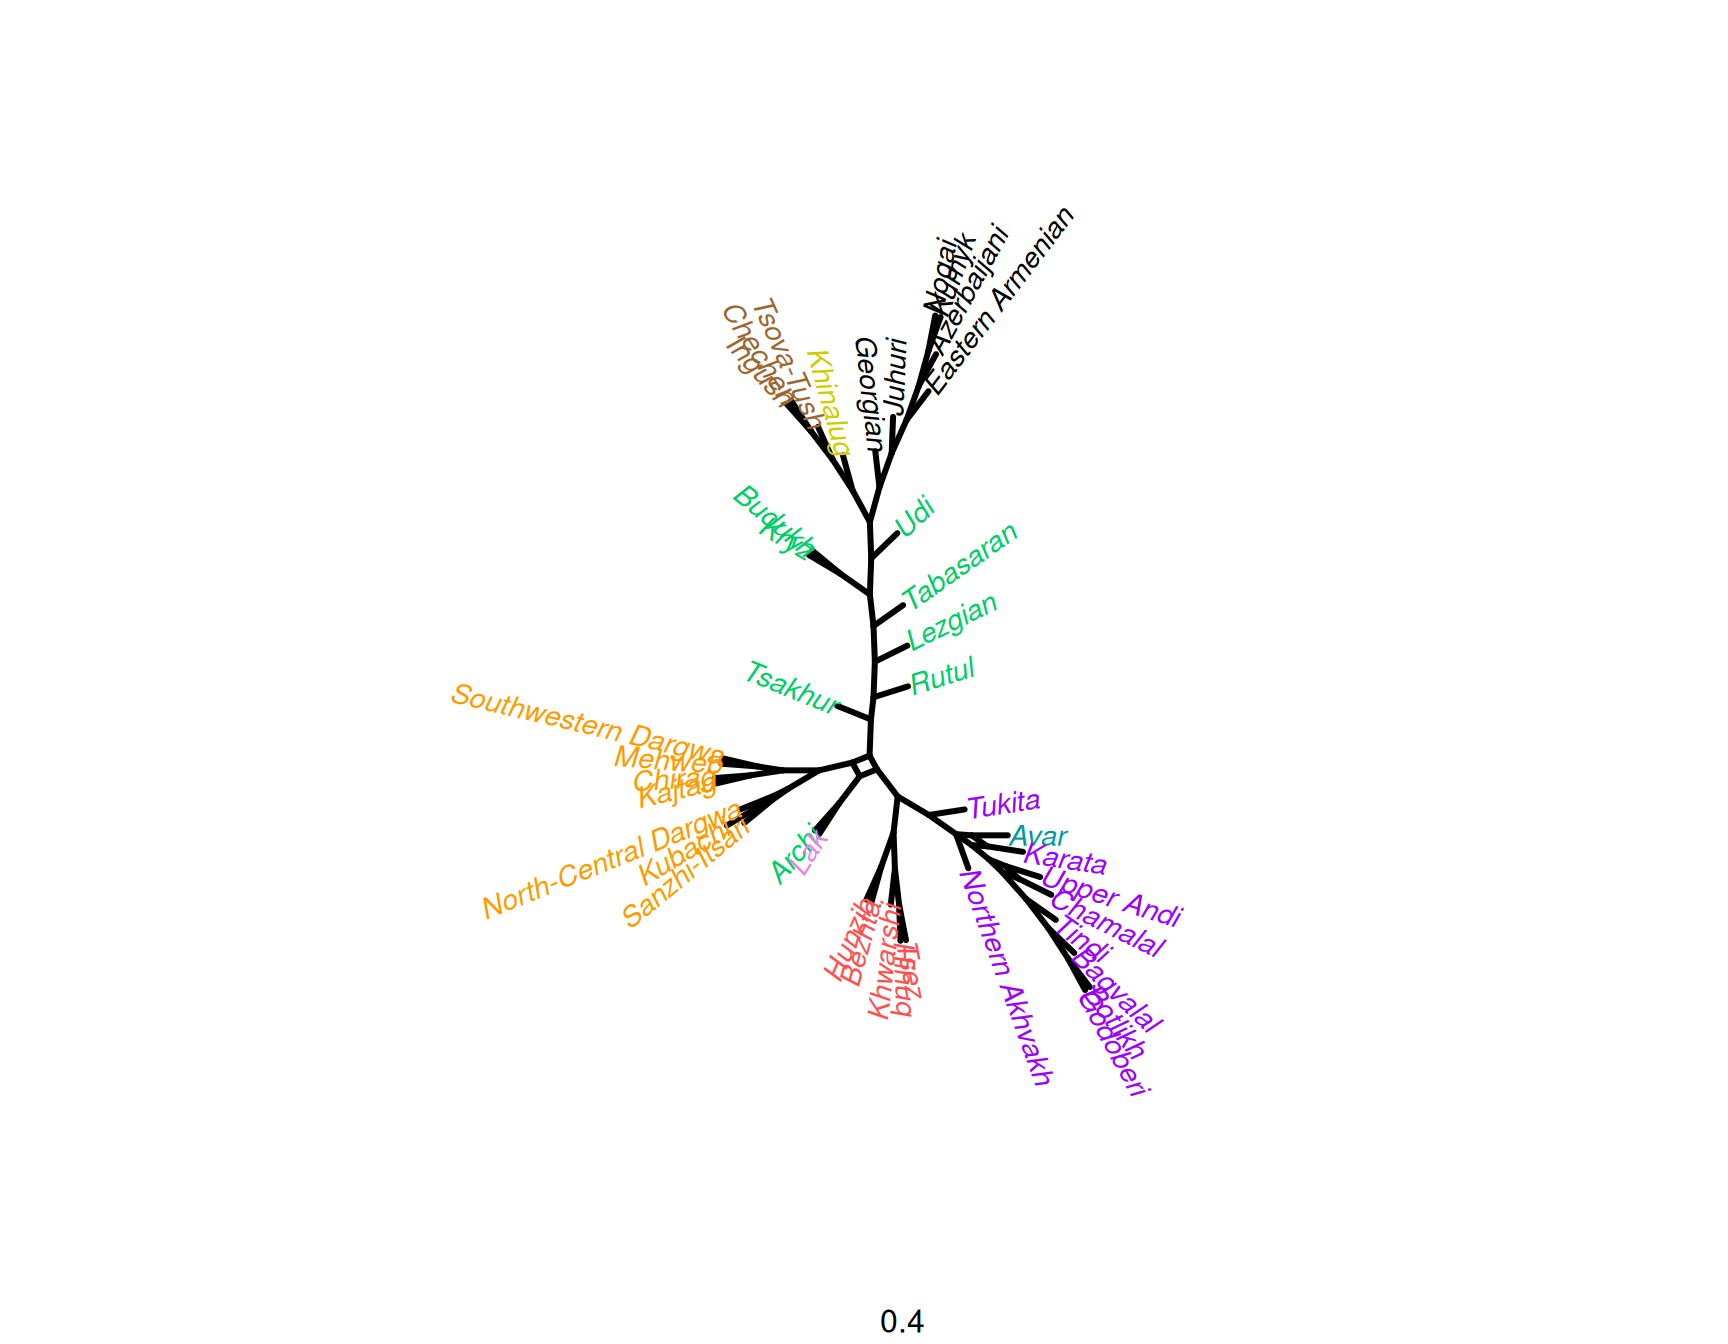 Nogai
Kumyk
Azerbaijani
Eastern Armenian
Tsova-Tush
Chechen
Ingush
Khinalug
Georgian
Juhuri
Budukh
Kryz
Udi
Tabasaran
Lezgian
Rutul
Tsakhur
Southwestern Dargwa
Mehweb
Chirag
Kajtag
North-Central Dargwa
Kubachi
Sanzhi-Itsari
Archi
Lak
Tukita
Avar
Karata
Upper Andi
Chamalal
Tindi
Bagvalal
Botlikh
Godoberi
Northern Akhvakh
Hunzib
Bezhta
Khwarshi
Hinuq
Tsez
0.4